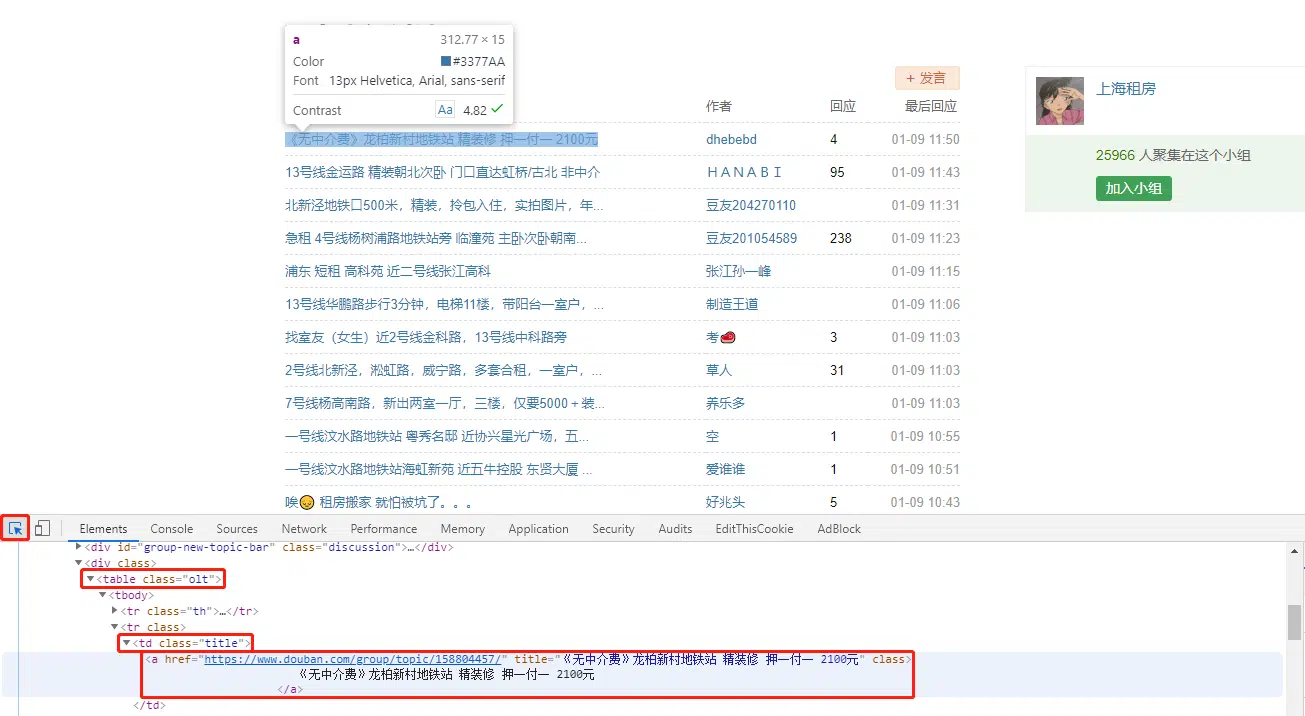 a 312.77 × 15
Color #3377AA
Font 13px Helvetica, Arial, sans-serif
Contrast Aa 4.82
+ 发言
作者 回应 最后回应
《无中介费》龙柏新村地铁站 精装修 押一付一 2100元 dhebebd 4 01-09 11:50
13号线金运路 精装朝北次卧 门口直达虹桥/古北 非中介 ＨＡＮＡＢＩ 95 01-09 11:43
北新泾地铁口500米，精装，拎包入住，实拍图片，年... 豆友204270110 01-09 11:31
急租 4号线杨树浦路地铁站旁 临潼苑 主卧次卧朝南... 豆友201054589 238 01-09 11:23
浦东 短租 高科苑 近二号线张江高科 张江孙一峰 01-09 11:15
13号线华鹏路步行3分钟，电梯11楼，带阳台一室户，... 制造王道 01-09 11:06
找室友（女生）近2号线金科路，13号线中科路旁 考 3 01-09 11:03
2号线北新泾，淞虹路，威宁路，多套合租，一室户，... 草人 31 01-09 11:03
7号线杨高南路，新出两室一厅，三楼，仅要5000＋装... 养乐多 01-09 11:03
一号线汶水路地铁站 粤秀名邸 近协兴星光广场，五... 空 1 01-09 10:55
一号线汶水路地铁站海虹新苑 近五牛控股 东贤大厦 ... 爱谁谁 1 01-09 10:51
唉😔 租房搬家 就怕被坑了。。。 好兆头 5 01-09 10:43
上海租房
25966 人聚集在这个小组
加入小组
Elements Console Sources Network Performance Memory Application Security Audits EditThisCookie AdBlock
<div id="group-new-topic-bar" class="discussion">…</div>
<div class>
<table class="olt">
<tbody>
<tr class="th">…</tr>
<tr class>
<td class="title">
<a href="https://www.douban.com/group/topic/158804457/" title="《无中介费》龙柏新村地铁站 精装修 押一付一 2100元" class>
《无中介费》龙柏新村地铁站 精装修 押一付一 2100元
</a>
</td>